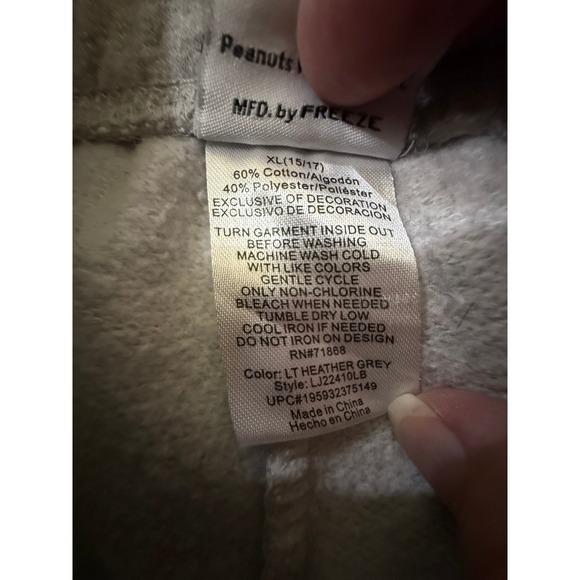 Peanuts
MFD. by FREEZE
XL(15/17)
60% Cotton/Algodón
40% Polyester/Poliéster
EXCLUSIVE OF DECORATION
EXCLUSIVO DE DECORACION
TURN GARMENT INSIDE OUT
BEFORE WASHING
MACHINE WASH COLD
WITH LIKE COLORS
GENTLE CYCLE
ONLY NON-CHLORINE
BLEACH WHEN NEEDED
TUMBLE DRY LOW
COOL IRON IF NEEDED
DO NOT IRON ON DESIGN
RN#71868
Color: LT HEATHER GREY
Style: LJ22410LB
UPC#195932375149
Made in China
Hecho en China